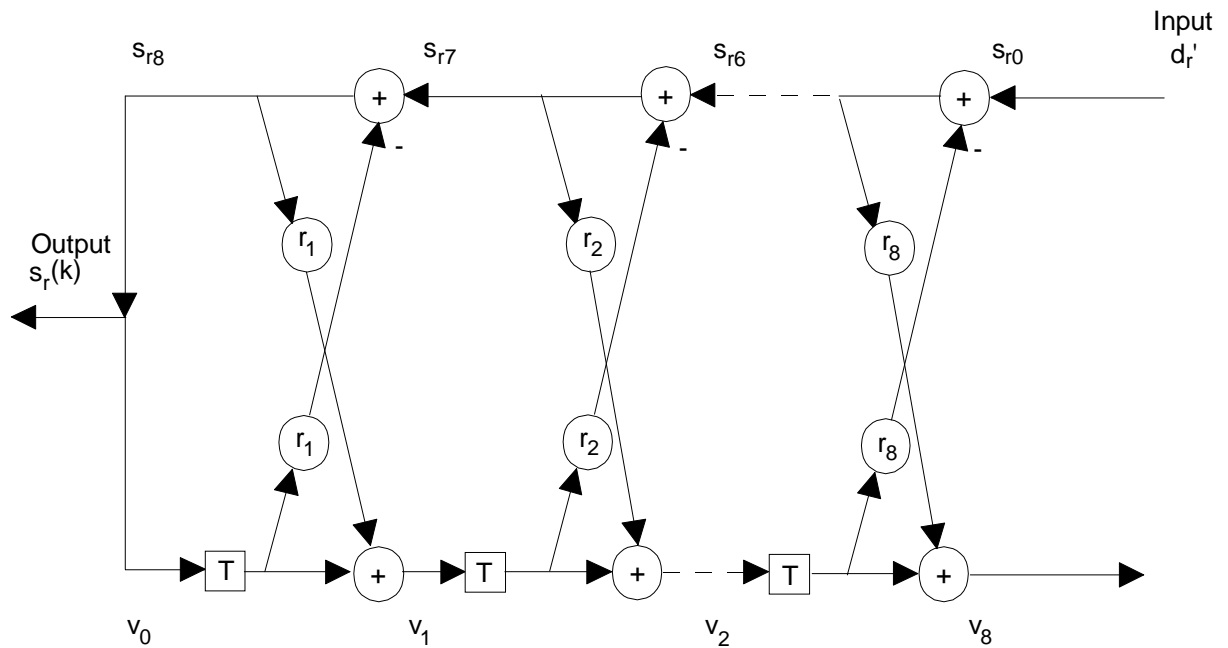 Input
d_r'
s_r8
s_r7
s_r6
s_r0
+
+
+
-
-
-
r_1
r_2
r_8
Output
s_r(k)
r_1
r_2
r_8
T
+
T
+
T
+
v_0
v_1
v_2
v_8